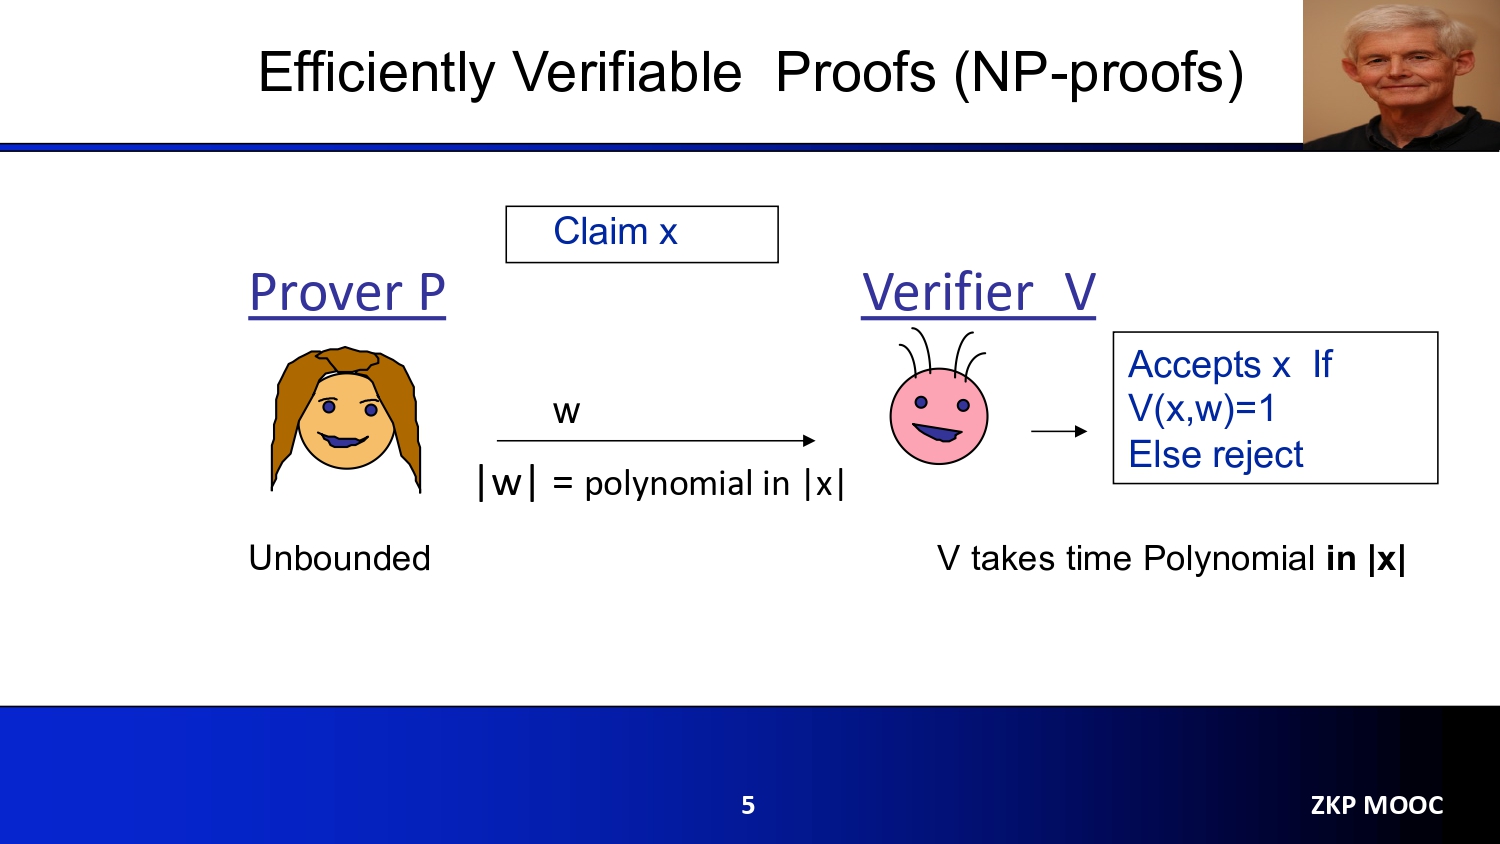 Efficiently Verifiable Proofs (NP-proofs)
Claim x
Prover P
Verifier V
w
|w| = polynomial in |x|
Accepts x If
V(x,w)=1
Else reject
Unbounded
V takes time Polynomial in |x|
5
ZKP MOOC